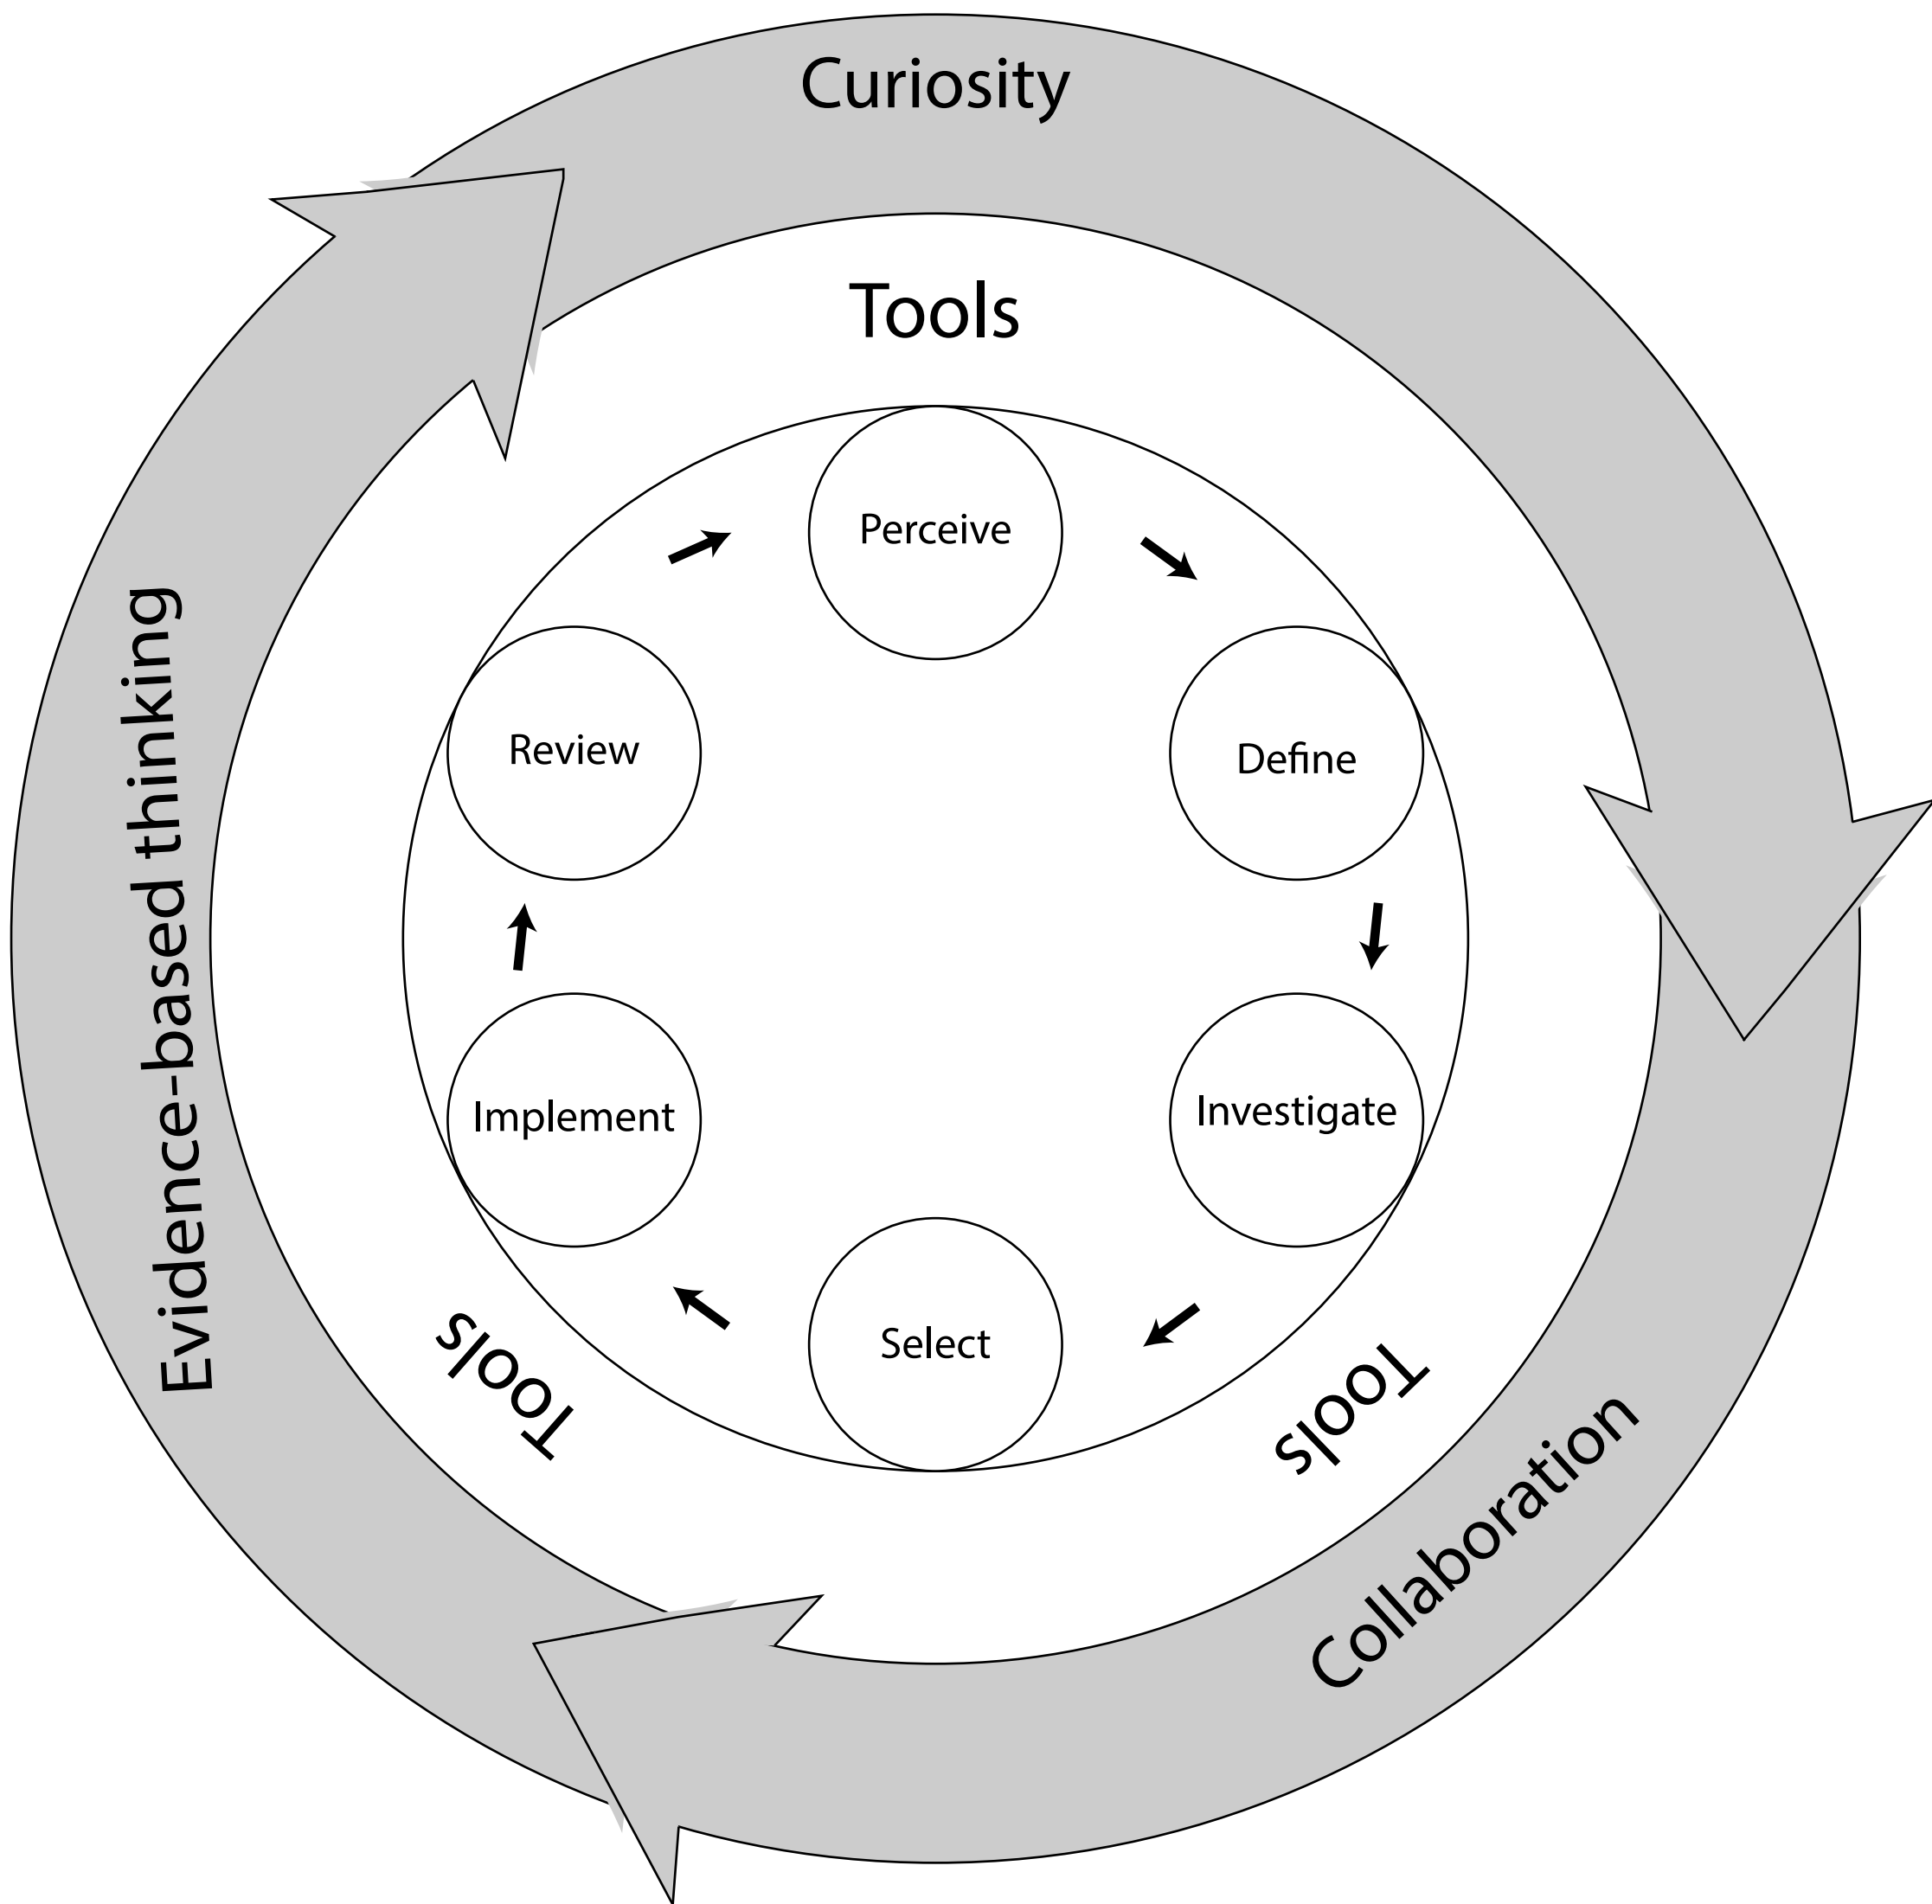 Curiosity
Tools
Perceive
Define
Investigate
Select
Implement
Review
Tools
Tools
Collaboration
Evidence-based thinking